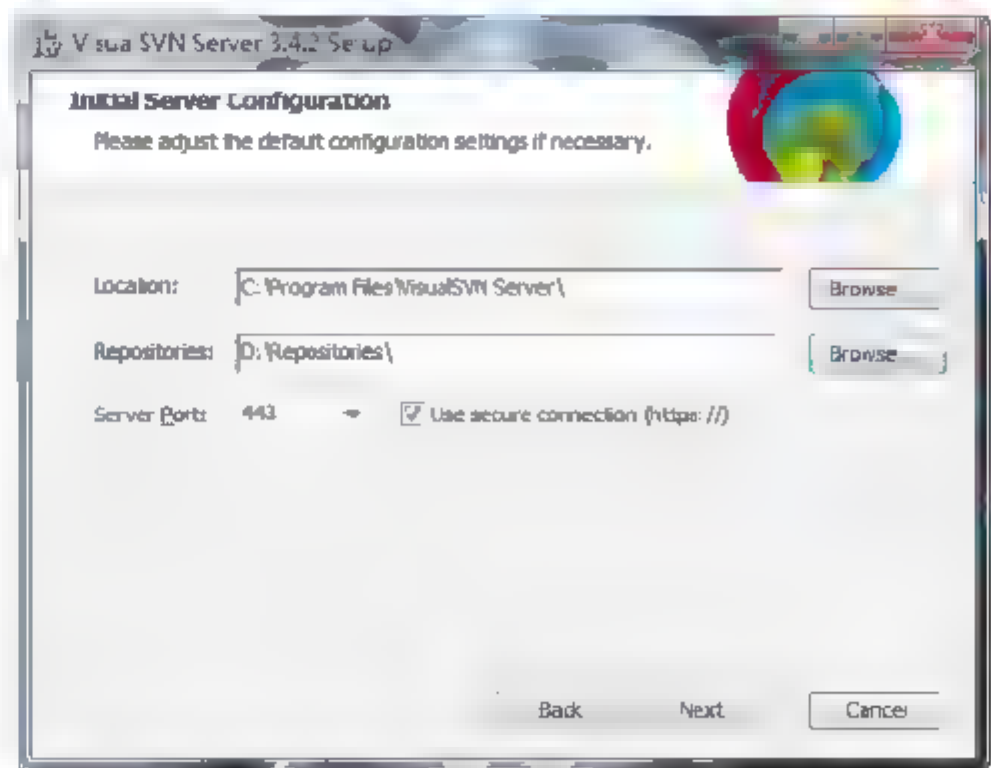 VisualSVN Server 3.4.2 Setup
Initial Server Configuration
Please adjust the default configuration settings if necessary.
Location: C:\Program Files\VisualSVN Server\ Browse
Repositories: D:\Repositories\ Browse
Server Port: 443 Use secure connection (https://)
Back Next Cancel